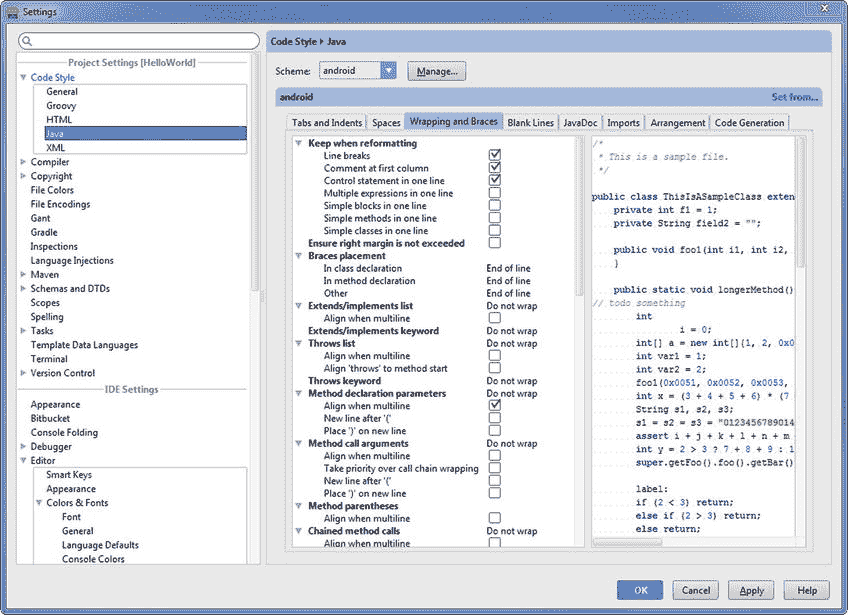 Settings
Project Settings [HelloWorld]
Code Style
General
Groovy
HTML
Java
XML
Compiler
Copyright
File Colors
File Encodings
Gant
Gradle
Inspections
Language Injections
Maven
Schemas and DTDs
Scopes
Spelling
Tasks
Template Data Languages
Terminal
Version Control
IDE Settings
Appearance
Bitbucket
Console Folding
Debugger
Editor
Smart Keys
Appearance
Colors & Fonts
Font
General
Language Defaults
Console Colors
Code Style ▸ Java
Scheme: android Manage...
android Set from...
Tabs and Indents Spaces Wrapping and Braces Blank Lines JavaDoc Imports Arrangement Code Generation
Keep when reformatting
Line breaks
Comment at first column
Control statement in one line
Multiple expressions in one line
Simple blocks in one line
Simple methods in one line
Simple classes in one line
Ensure right margin is not exceeded
Braces placement
In class declaration End of line
In method declaration End of line
Other End of line
Extends/implements list Do not wrap
Align when multiline
Extends/implements keyword Do not wrap
Throws list Do not wrap
Align when multiline
Align 'throws' to method start
Throws keyword Do not wrap
Method declaration parameters Do not wrap
Align when multiline
New line after '('
Place ')' on new line
Method call arguments Do not wrap
Align when multiline
Take priority over call chain wrapping
New line after '('
Place ')' on new line
Method parentheses
Align when multiline
Chained method calls Do not wrap
Align when multiline
/*
* This is a sample file.
*/
public class ThisIsASampleClass exten
private int f1 = 1;
private String field2 = "";
public void foo1(int i1, int i2,
}
public static void longerMethod()
// todo something
int
i = 0;
int[] a = new int[]{1, 2, 0x0
int var1 = 1;
int var2 = 2;
foo1(0x0051, 0x0052, 0x0053,
int x = (3 + 4 + 5 + 6) * (7
String s1, s2, s3;
s1 = s2 = s3 = "0123456789014
assert i + j + k + l + n + m
int y = 2 > 3 ? 7 + 8 + 9 : 1
super.getFoo().foo().getBar()
label:
if (2 < 3) return;
else if (2 > 3) return;
else return;
OK Cancel Apply Help